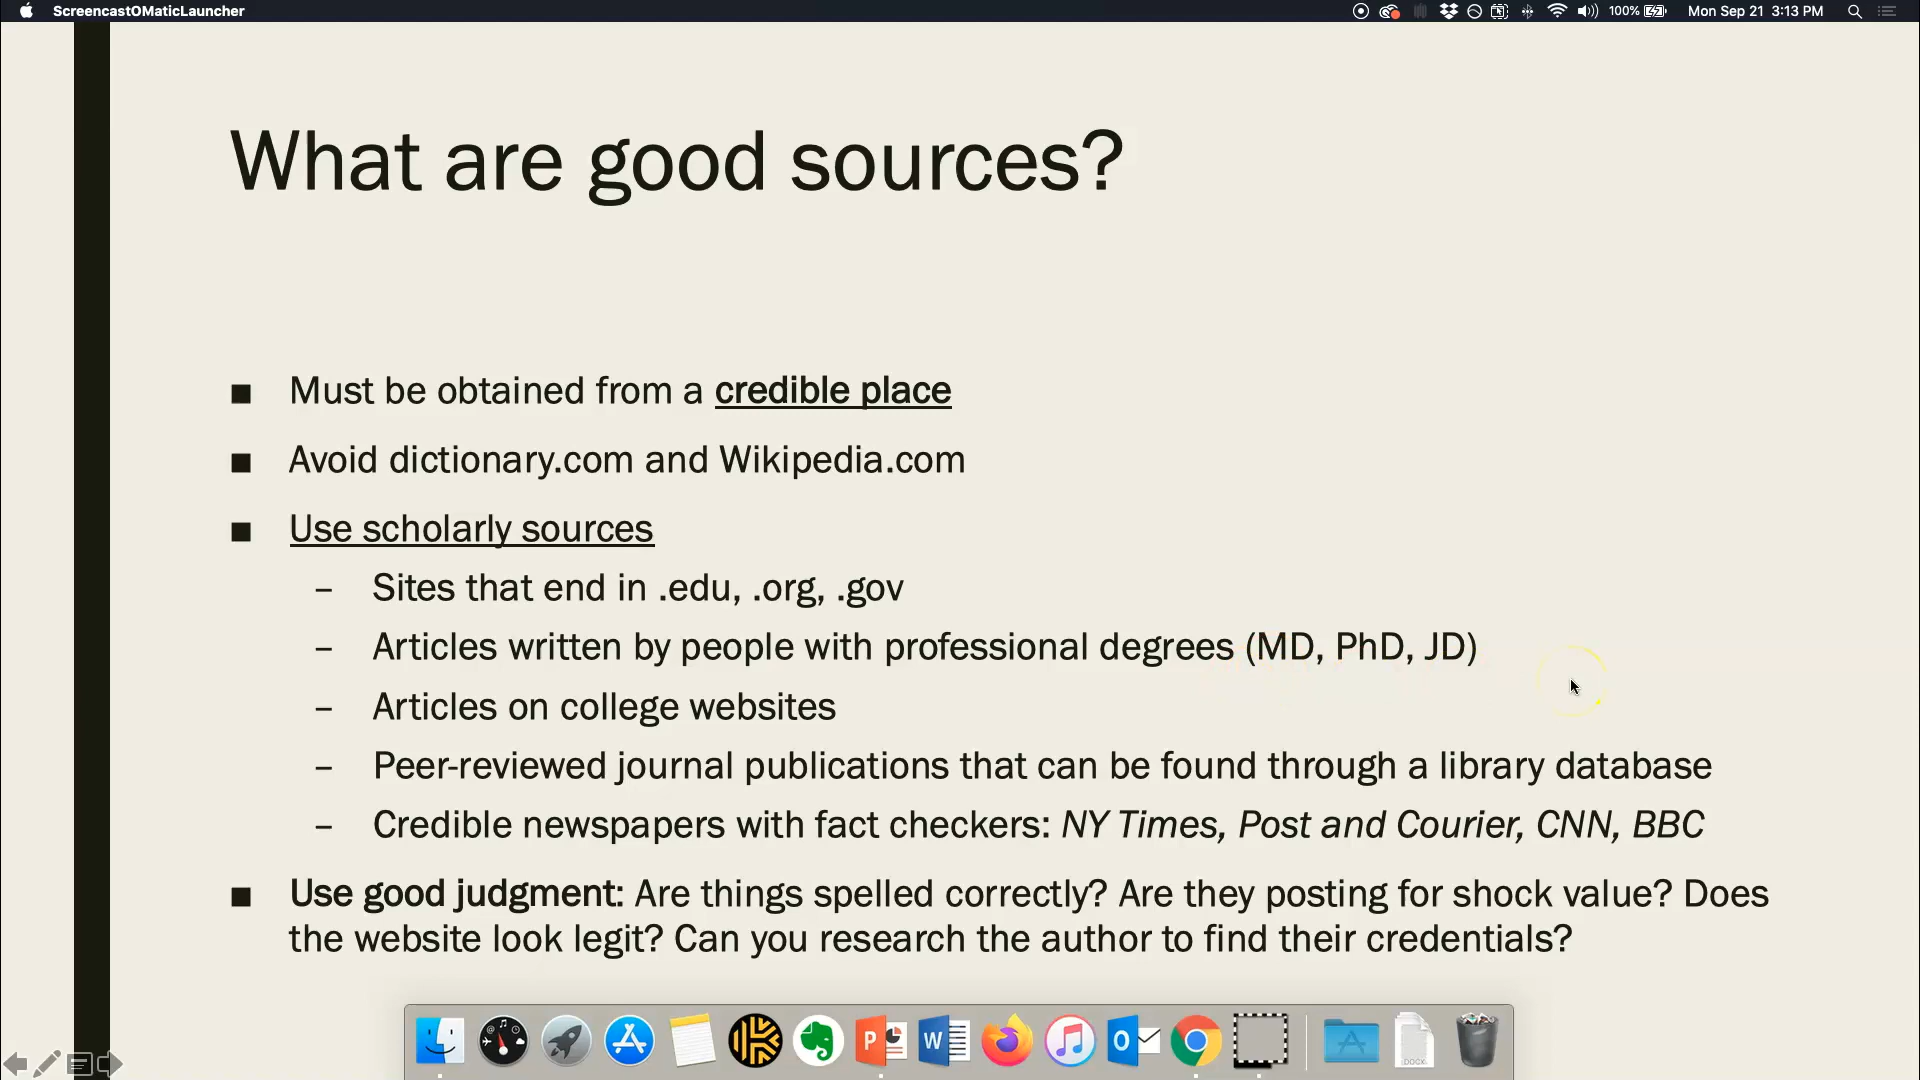 ScreencastOMaticLauncher
100%
Mon Sep 21 3:13 PM
What are good sources?
■ Must be obtained from a credible place
■ Avoid dictionary.com and Wikipedia.com
■ Use scholarly sources
– Sites that end in .edu, .org, .gov
– Articles written by people with professional degrees (MD, PhD, JD)
– Articles on college websites
– Peer-reviewed journal publications that can be found through a library database
– Credible newspapers with fact checkers: NY Times, Post and Courier, CNN, BBC
■ Use good judgment: Are things spelled correctly? Are they posting for shock value? Does
the website look legit? Can you research the author to find their credentials?
P
W
O
DOCX